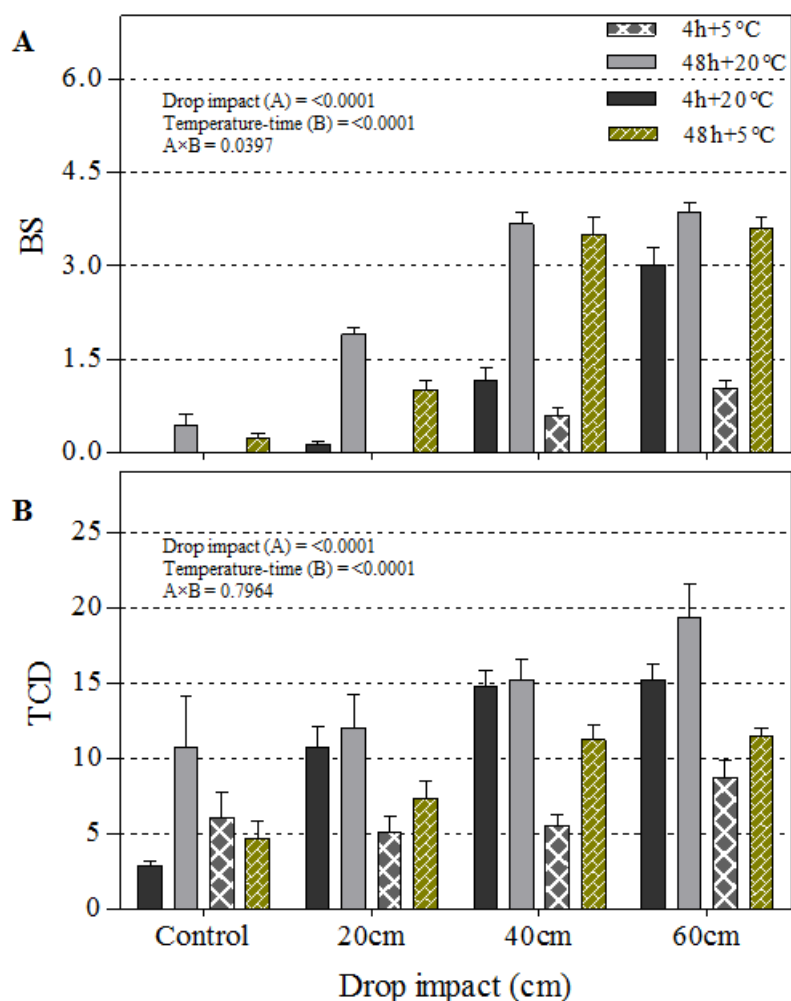 A
4h+5°C
48h+20°C
4h+20°C
48h+5°C
Drop impact (A) = <0.0001
Temperature-time (B) = <0.0001
A×B = 0.0397
6.0
4.5
3.0
1.5
0.0
BS
B
Drop impact (A) = <0.0001
Temperature-time (B) = <0.0001
A×B = 0.7964
25
20
15
10
5
0
TCD
Control 20cm 40cm 60cm
Drop impact (cm)